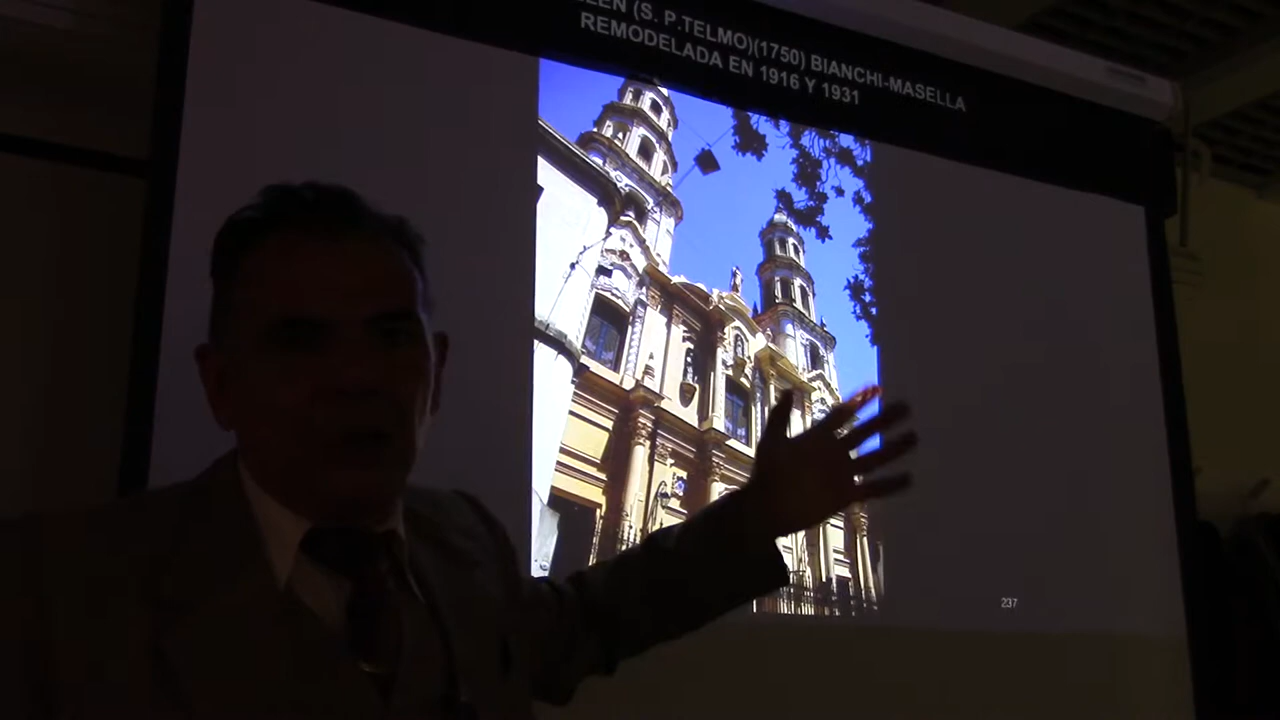 (S. P.TELMO)(1750) BIANCHI-MASELLA
REMODELADA EN 1916 Y 1931
237